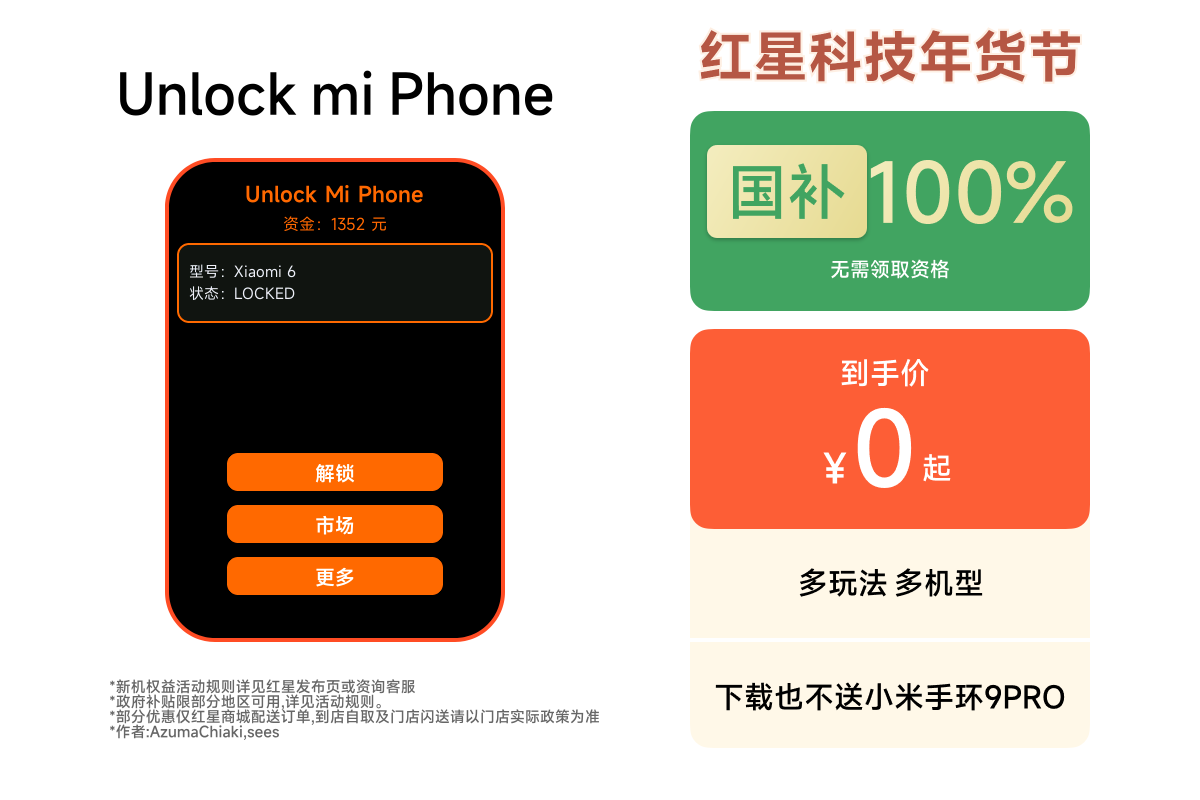 Unlock mi Phone
Unlock Mi Phone
资金：1352 元
型号：Xiaomi 6
状态：LOCKED
解锁
市场
更多
*新机权益活动规则详见红星发布页或资询客服
*政府补贴限部分地区可用,详见活动规则。
*部分优惠仅红星商城配送订单,到店自取及门店闪送请以门店实际政策为准
*作者:AzumaChiaki,sees
红星科技年货节
国补100%
无需领取资格
到手价
¥0起
多玩法 多机型
下载也不送小米手环9PRO